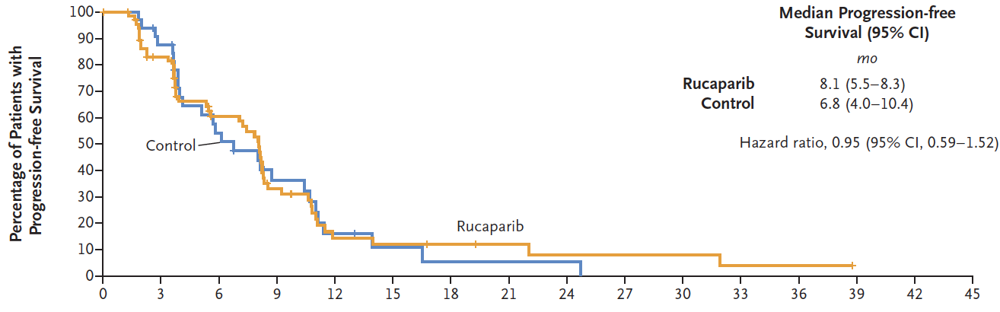 Percentage of Patients with
Progression-free Survival
100
90
80
70
60
50
40
30
20
10
0
0 3 6 9 12 15 18 21 24 27 30 33 36 39 42 45
Control
Rucaparib
Median Progression-free
Survival (95% CI)
mo
Rucaparib 8.1 (5.5–8.3)
Control 6.8 (4.0–10.4)
Hazard ratio, 0.95 (95% CI, 0.59–1.52)